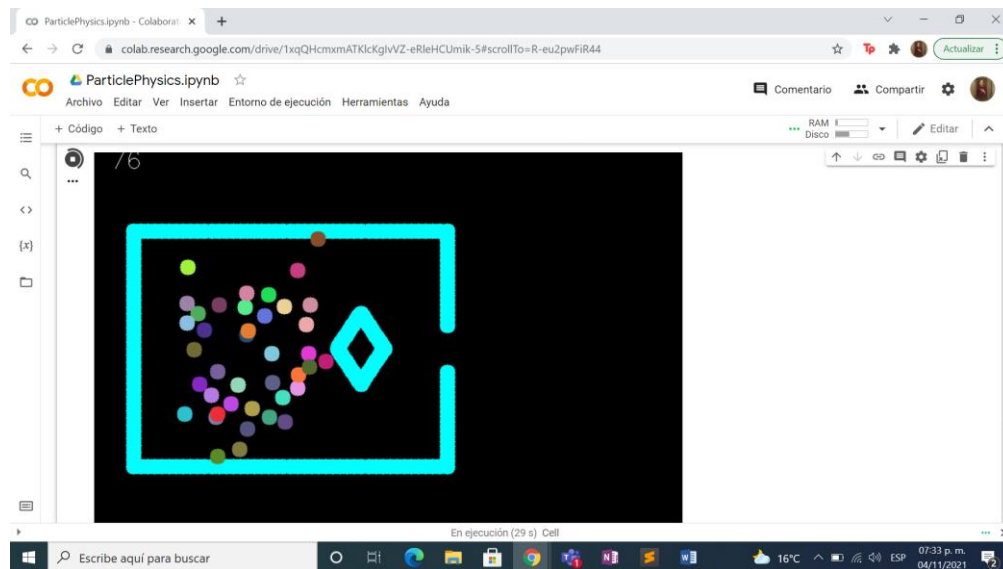 ParticlePhysics.ipynb - Colaborat
colab.research.google.com/drive/1xqQHcmxmATKlcKglvVZ-eRleHCUmik-5#scrollTo=R-eu2pwFiR44
Tp
Actualizar
ParticlePhysics.ipynb
Comentario Compartir
Archivo Editar Ver Insertar Entorno de ejecución Herramientas Ayuda
+ Código + Texto
RAM
Disco
Editar
76
{x}
En ejecución (29 s) Cell
Escribe aquí para buscar
16°C
ESP
07:33 p. m.
04/11/2021